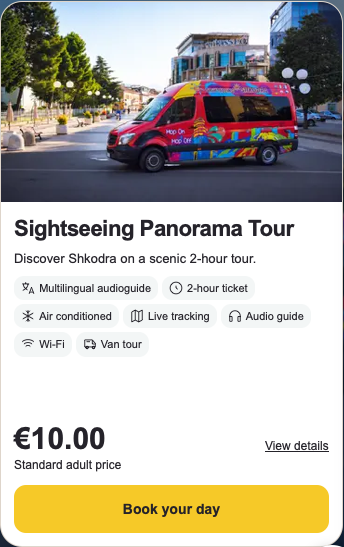 Hop On
Hop Off
Sightseeing Panorama Tour
Discover Shkodra on a scenic 2-hour tour.
Multilingual audioguide
2-hour ticket
Air conditioned
Live tracking
Audio guide
Wi-Fi
Van tour
€10.00
View details
Standard adult price
Book your day